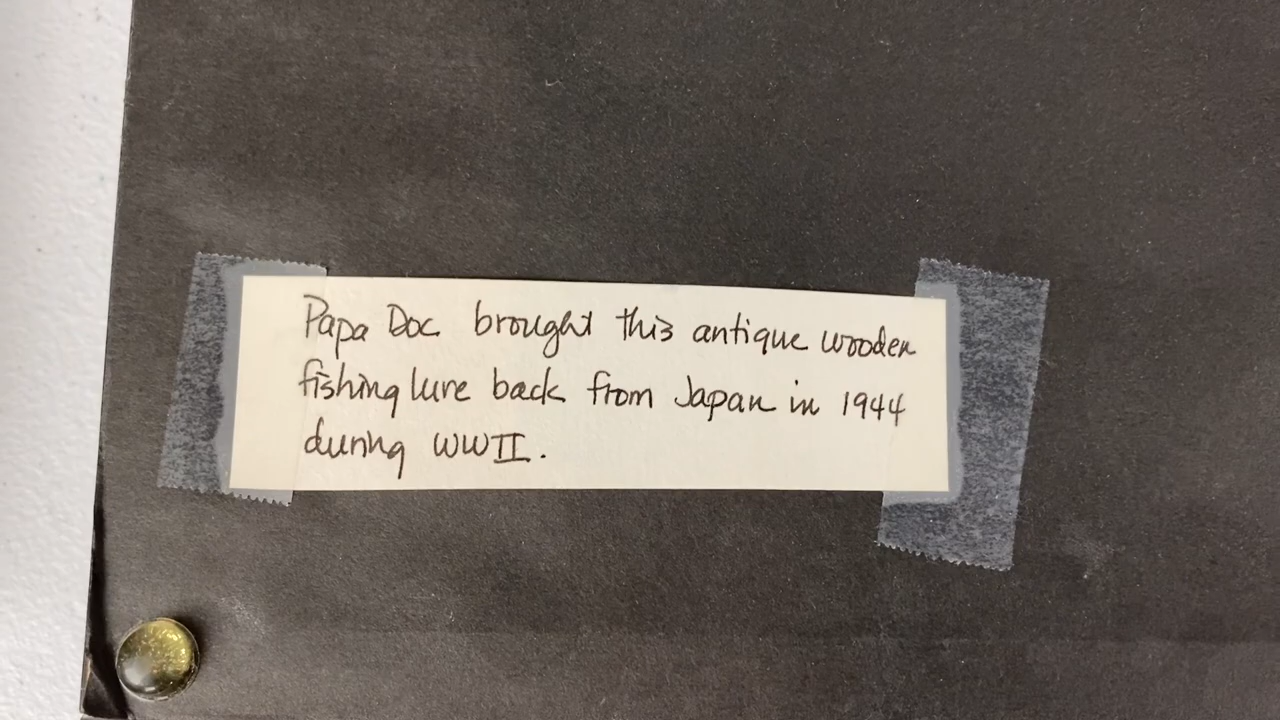 Papa Doc brought this antique wooden
fishing lure back from Japan in 1944
during WWII.